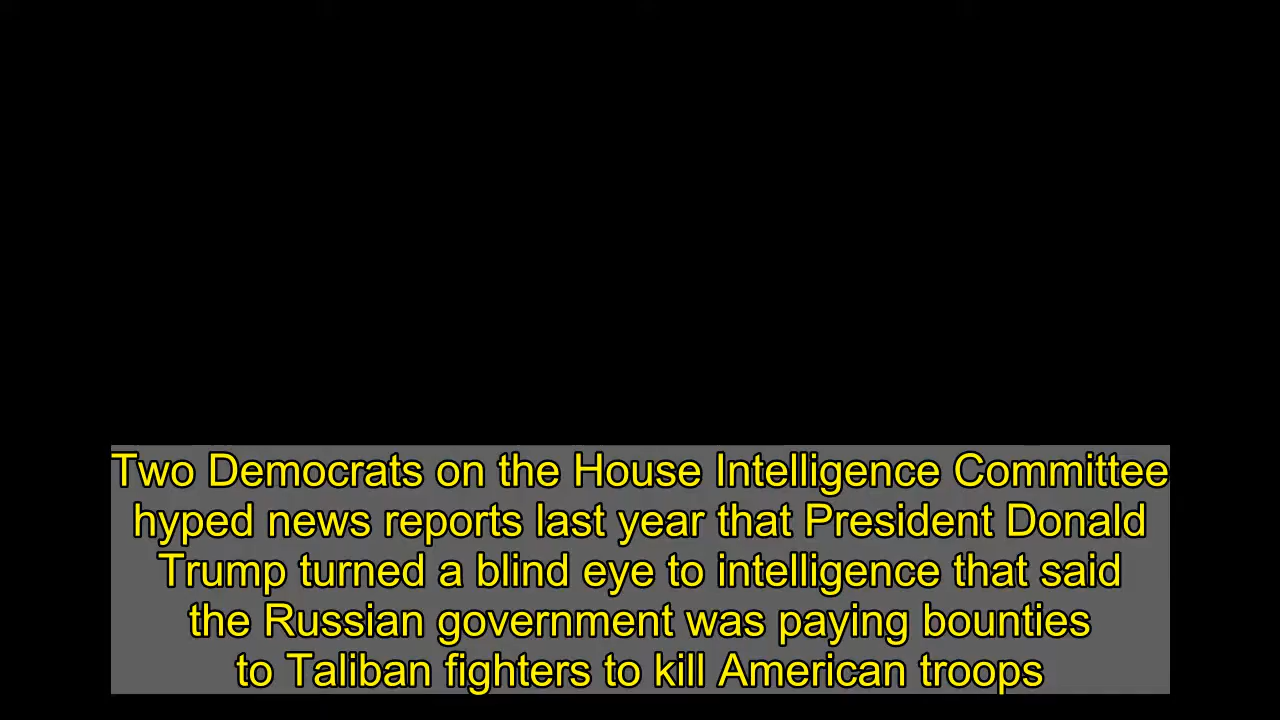 Two Democrats on the House Intelligence Committee
hyped news reports last year that President Donald
Trump turned a blind eye to intelligence that said
the Russian government was paying bounties
to Taliban fighters to kill American troops